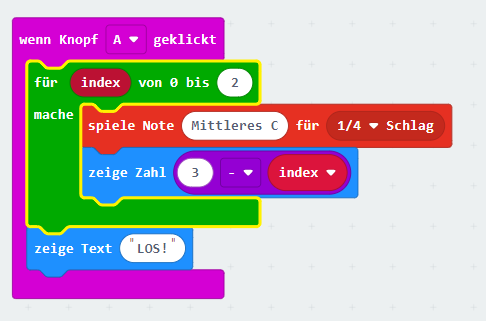 wenn Knopf A geklickt
für index von 0 bis 2
mache
spiele Note Mittleres C für 1/4 Schlag
zeige Zahl 3 - index
zeige Text "LOS!"